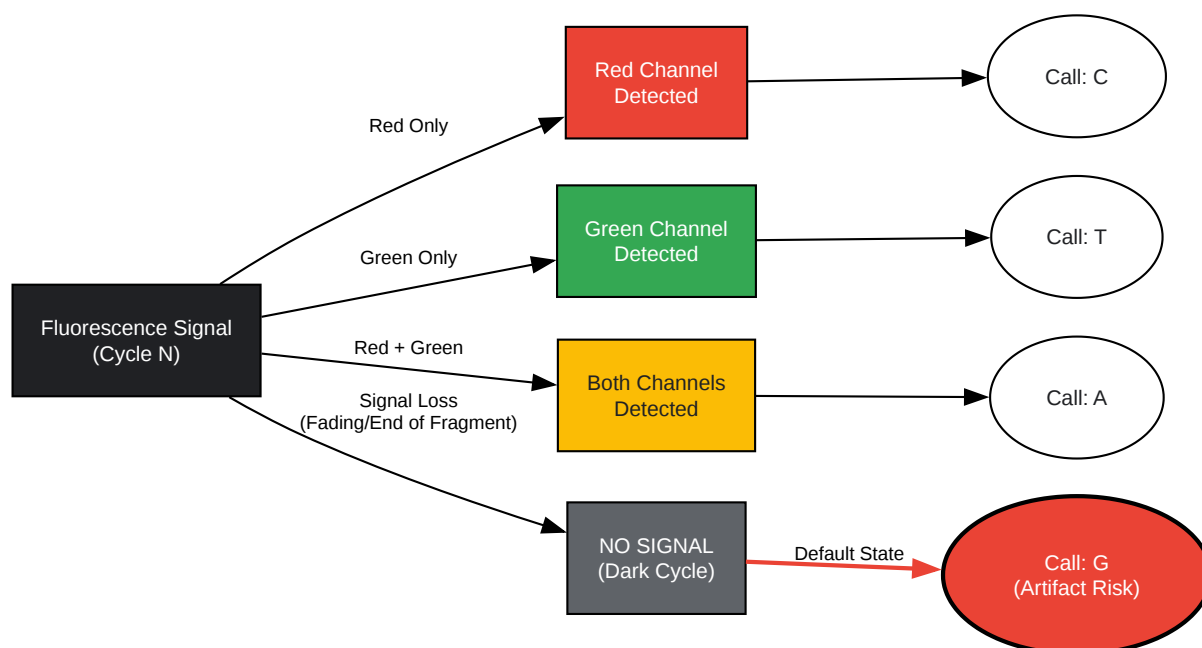 Red Channel
Detected
Call: C
Red Only
Green Channel
Detected
Call: T
Green Only
Fluorescence Signal
(Cycle N)
Red + Green
Both Channels
Detected
Call: A
Signal Loss
(Fading/End of Fragment)
NO SIGNAL
(Dark Cycle)
Default State
Call: G
(Artifact Risk)